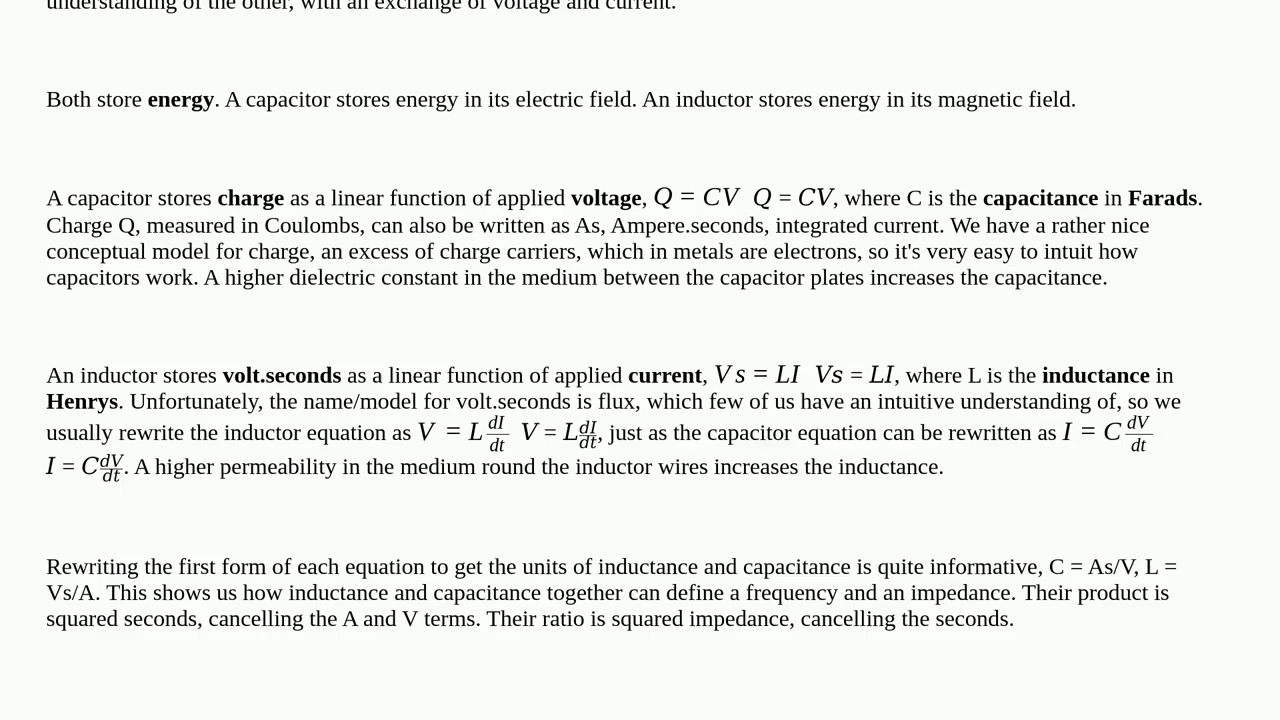 understanding of the other, with an exchange of voltage and current.
Both store energy. A capacitor stores energy in its electric field. An inductor stores energy in its magnetic field.
A capacitor stores charge as a linear function of applied voltage, Q = CV Q = CV, where C is the capacitance in Farads.
Charge Q, measured in Coulombs, can also be written as As, Ampere.seconds, integrated current. We have a rather nice
conceptual model for charge, an excess of charge carriers, which in metals are electrons, so it's very easy to intuit how
capacitors work. A higher dielectric constant in the medium between the capacitor plates increases the capacitance.
An inductor stores volt.seconds as a linear function of applied current, Vs = LI Vs = LI, where L is the inductance in
Henrys. Unfortunately, the name/model for volt.seconds is flux, which few of us have an intuitive understanding of, so we
usually rewrite the inductor equation as V = L dI/dt V = L dI/dt, just as the capacitor equation can be rewritten as I = C dV/dt
I = C dV/dt. A higher permeability in the medium round the inductor wires increases the inductance.
Rewriting the first form of each equation to get the units of inductance and capacitance is quite informative, C = As/V, L =
Vs/A. This shows us how inductance and capacitance together can define a frequency and an impedance. Their product is
squared seconds, cancelling the A and V terms. Their ratio is squared impedance, cancelling the seconds.